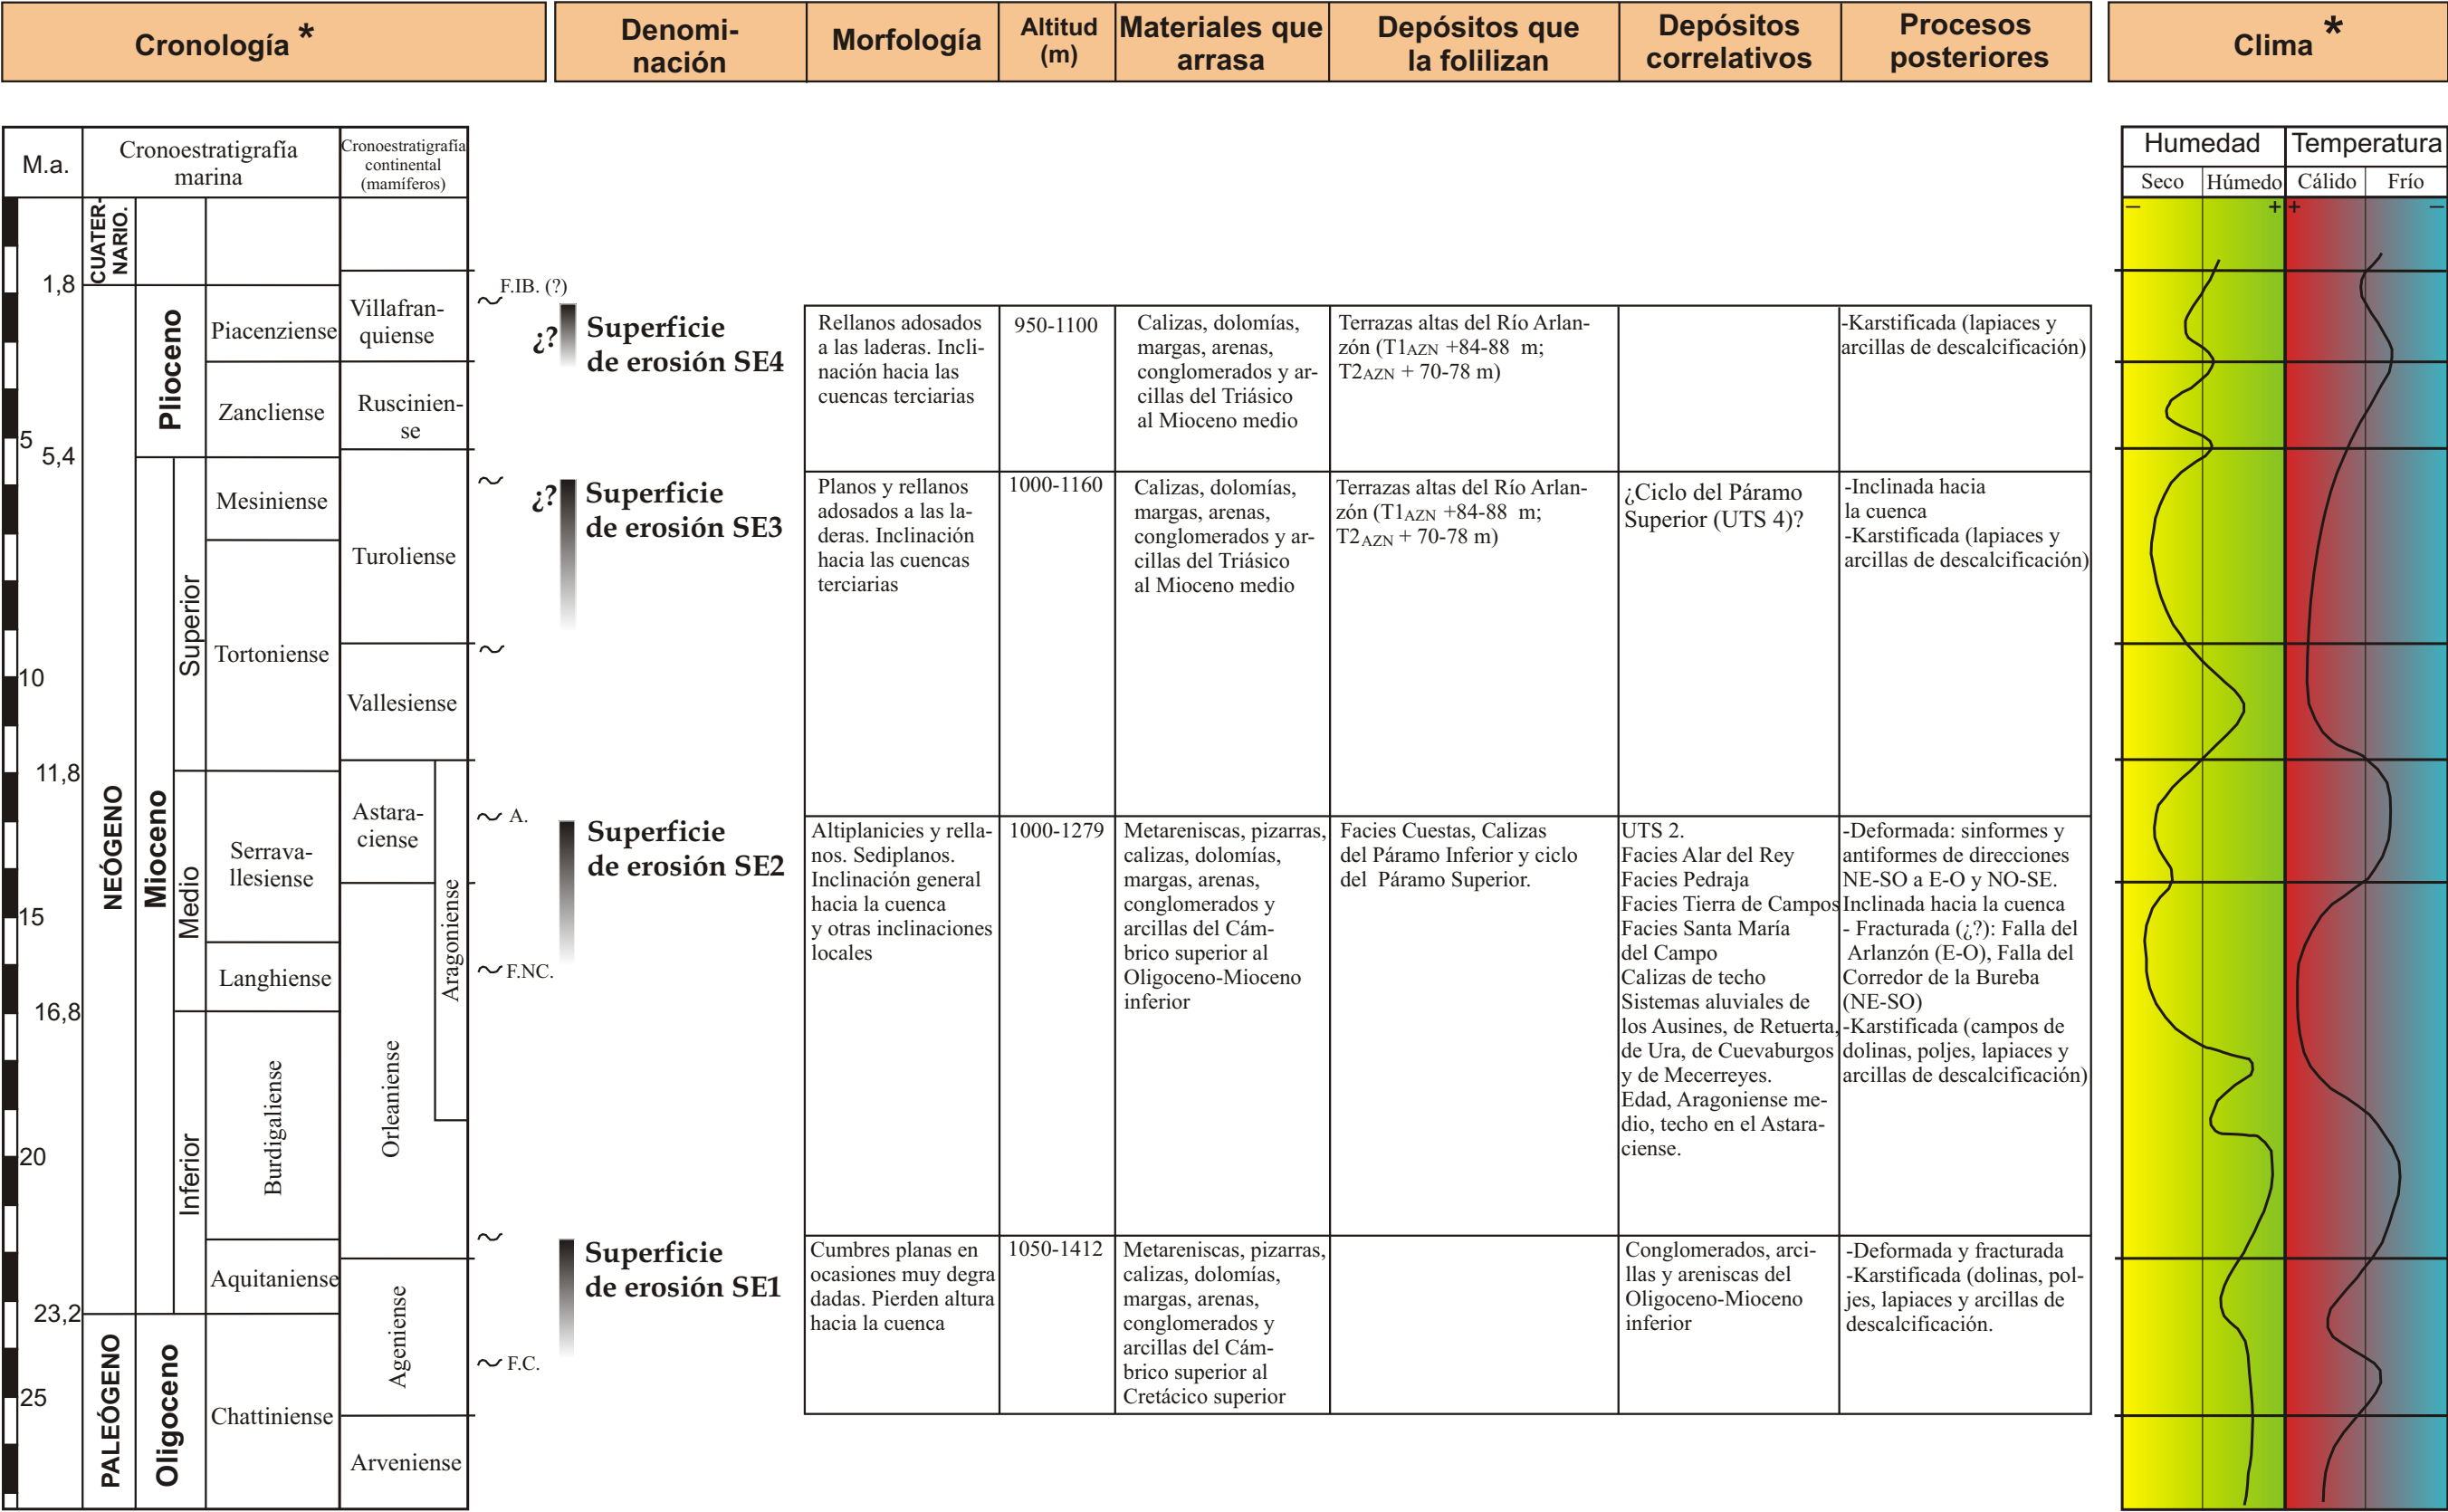 Cronología *
Denomi-
nación
Morfología
Altitud
(m)
Materiales que
arrasa
Depósitos que
la folilizan
Depósitos
correlativos
Procesos
posteriores
Clima *
M.a.
Cronoestratigrafía
marina
Cronoestratigrafía
continental
(mamíferos)
Humedad
Temperatura
Seco
Húmedo
Cálido
Frío
–
+
+
–
1,8
5
5,4
10
11,8
15
16,8
20
23,2
25
CUATER-
NARIO.
NEÓGENO
PALEÓGENO
Plioceno
Mioceno
Oligoceno
Superior
Medio
Inferior
Piacenziense
Zancliense
Mesiniense
Tortoniense
Serrava-
llesiense
Langhiense
Burdigaliense
Aquitaniense
Chattiniense
Villafran-
quiense
Ruscinien-
se
Turoliense
Vallesiense
Astara-
ciense
Aragoniense
Orleaniense
Ageniense
Arveniense
F.IB. (?)
A.
F.NC.
F.C.
¿?
Superficie
de erosión SE4
Rellanos adosados
a las laderas. Incli-
nación hacia las
cuencas terciarias
950-1100
Calizas, dolomías,
margas, arenas,
conglomerados y ar-
cillas del Triásico
al Mioceno medio
Terrazas altas del Río Arlan-
zón (T1AZN +84-88 m;
T2AZN + 70-78 m)
-Karstificada (lapiaces y
arcillas de descalcificación)
¿?
Superficie
de erosión SE3
Planos y rellanos
adosados a las la-
deras. Inclinación
hacia las cuencas
terciarias
1000-1160
Calizas, dolomías,
margas, arenas,
conglomerados y ar-
cillas del Triásico
al Mioceno medio
Terrazas altas del Río Arlan-
zón (T1AZN +84-88 m;
T2AZN + 70-78 m)
¿Ciclo del Páramo
Superior (UTS 4)?
-Inclinada hacia
la cuenca
-Karstificada (lapiaces y
arcillas de descalcificación)
Superficie
de erosión SE2
Altiplanicies y rella-
nos. Sediplanos.
Inclinación general
hacia la cuenca
y otras inclinaciones
locales
1000-1279
Metareniscas, pizarras,
calizas, dolomías,
margas, arenas,
conglomerados y
arcillas del Cám-
brico superior al
Oligoceno-Mioceno
inferior
Facies Cuestas, Calizas
del Páramo Inferior y ciclo
del Páramo Superior.
UTS 2.
Facies Alar del Rey
Facies Pedraja
Facies Tierra de Campos
Facies Santa María
del Campo
Calizas de techo
Sistemas aluviales de
los Ausines, de Retuerta,
de Ura, de Cuevaburgos
y de Mecerreyes.
Edad, Aragoniense me-
dio, techo en el Astara-
ciense.
-Deformada: sinformes y
antiformes de direcciones
NE-SO a E-O y NO-SE.
Inclinada hacia la cuenca
- Fracturada (¿?): Falla del
Arlanzón (E-O), Falla del
Corredor de la Bureba
(NE-SO)
-Karstificada (campos de
dolinas, poljes, lapiaces y
arcillas de descalcificación)
Superficie
de erosión SE1
Cumbres planas en
ocasiones muy degra
dadas. Pierden altura
hacia la cuenca
1050-1412
Metareniscas, pizarras,
calizas, dolomías,
margas, arenas,
conglomerados y
arcillas del Cám-
brico superior al
Cretácico superior
Conglomerados, arci-
llas y areniscas del
Oligoceno-Mioceno
inferior
-Deformada y fracturada
-Karstificada (dolinas, pol-
jes, lapiaces y arcillas de
descalcificación.